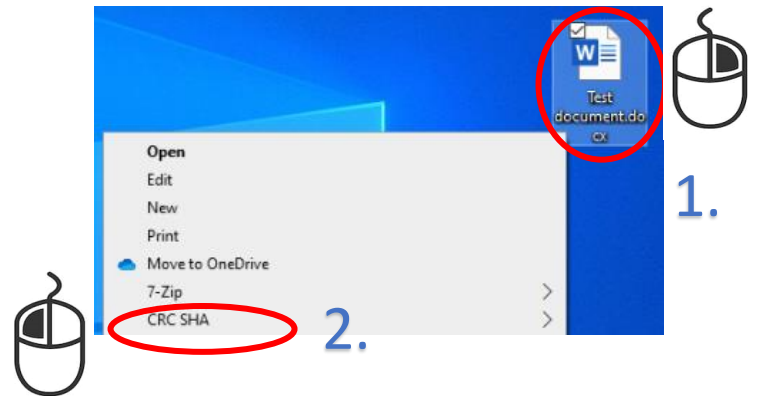 W
Test
document.do
cx
1.
Open
Edit
New
Print
Move to OneDrive
7-Zip
CRC SHA
2.